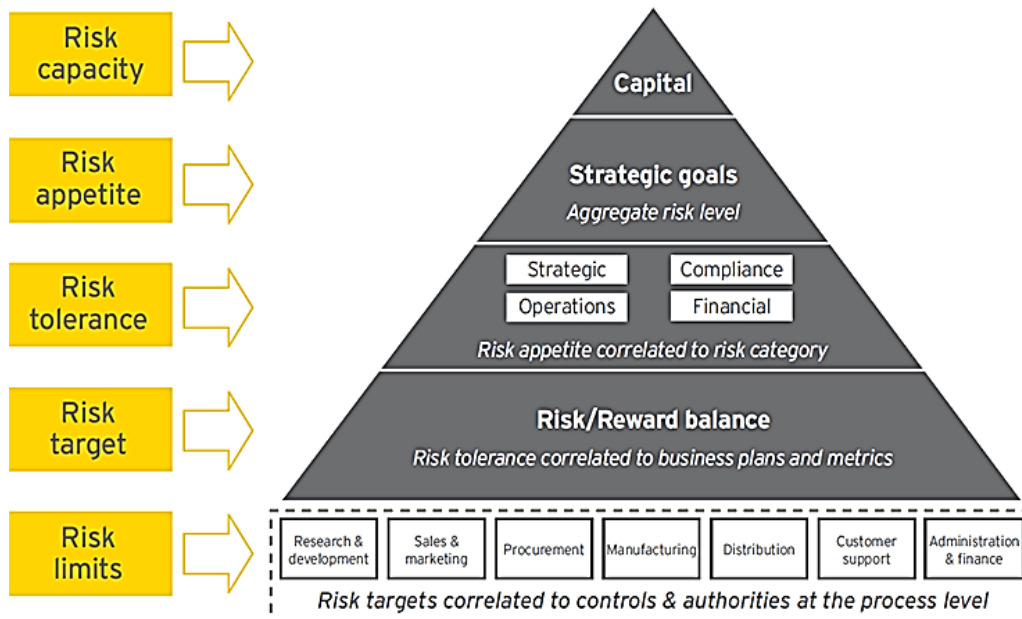 Risk
capacity
Capital
Risk
appetite
Strategic goals
Aggregate risk level
Risk
tolerance
Strategic
Compliance
Operations
Financial
Risk appetite correlated to risk category
Risk
target
Risk/Reward balance
Risk tolerance correlated to business plans and metrics
Risk
limits
Research &
development
Sales &
marketing
Procurement
Manufacturing
Distribution
Customer
support
Administration
& finance
Risk targets correlated to controls & authorities at the process level